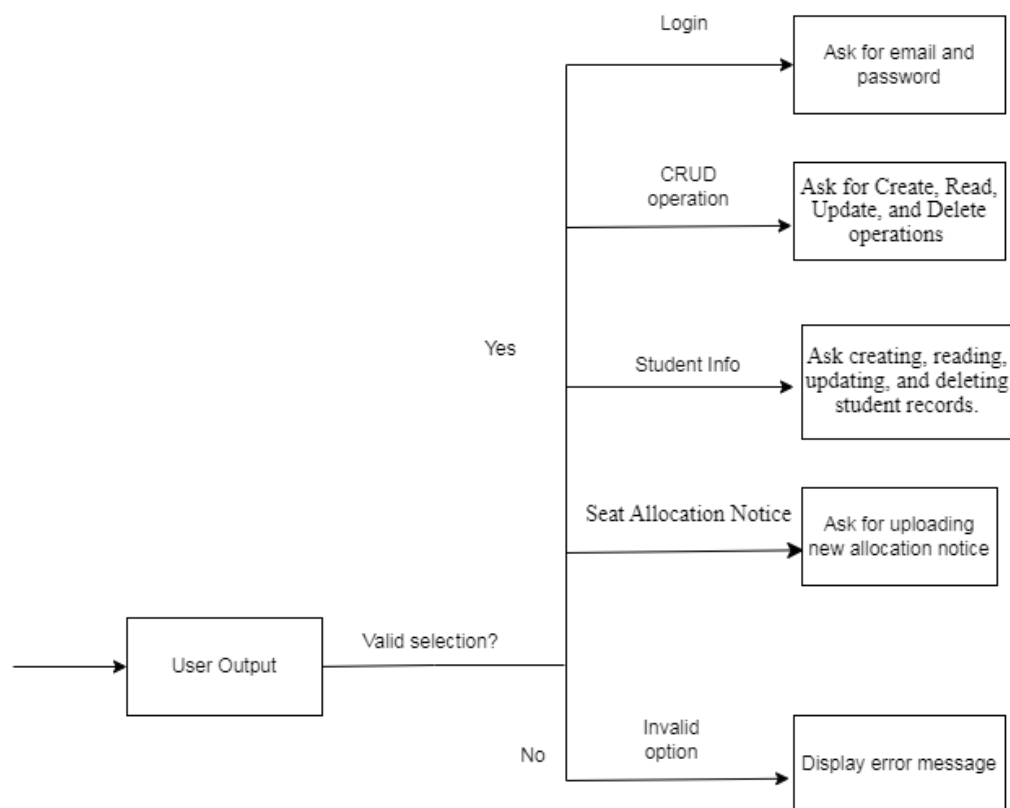 Login
Ask for email and
password
CRUD
operation
Ask for Create, Read,
Update, and Delete
operations
Yes
Student Info
Ask creating, reading,
updating, and deleting
student records.
Seat Allocation Notice
Ask for uploading
new allocation notice
User Output
Valid selection?
No
Invalid
option
Display error message